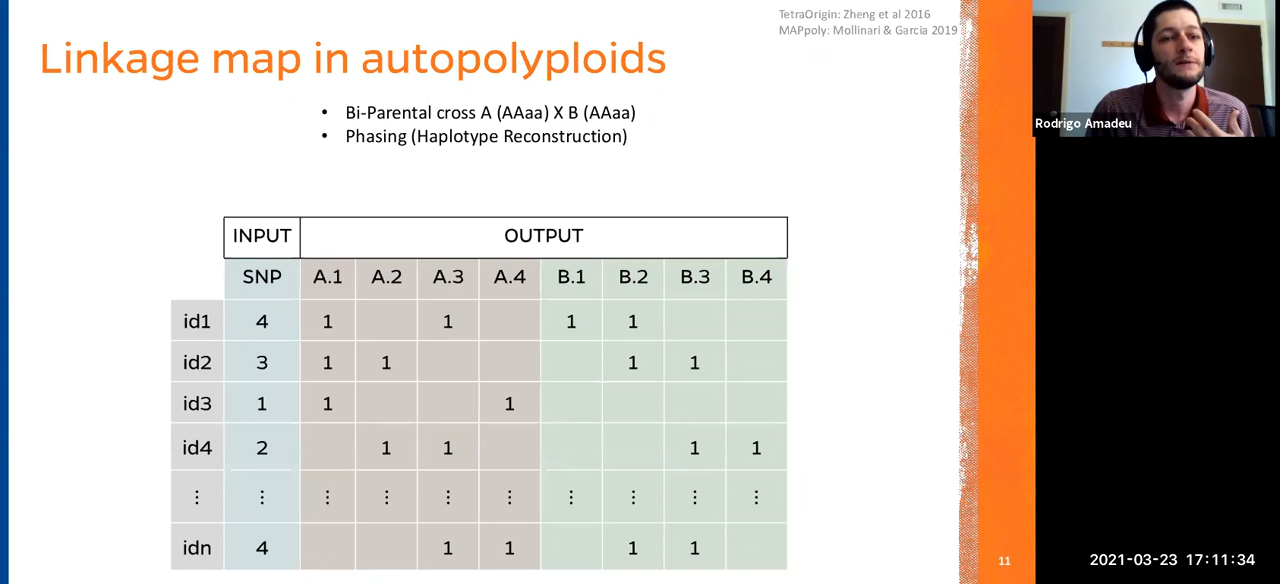 TetraOrigin: Zheng et al 2016
MAPpoly: Mollinari & Garcia 2019
Linkage map in autopolyploids
• Bi-Parental cross A (AAaa) X B (AAaa)
• Phasing (Haplotype Reconstruction)
Rodrigo Amadeu
INPUT OUTPUT
SNP A.1 A.2 A.3 A.4 B.1 B.2 B.3 B.4
id1 4 1 1 1 1
id2 3 1 1 1 1
id3 1 1 1
id4 2 1 1 1 1
⋮ ⋮ ⋮ ⋮ ⋮ ⋮ ⋮ ⋮ ⋮ ⋮
idn 4 1 1 1 1
11
2021-03-23 17:11:34